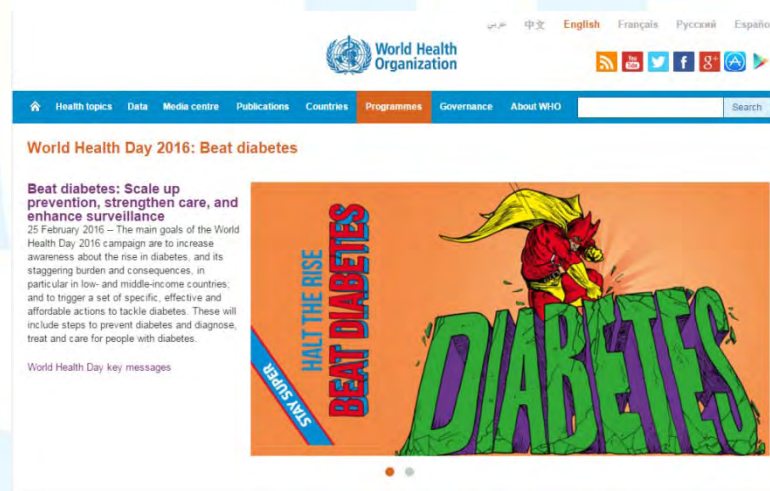 عربي 中文 English Français Русский Españo
World Health
Organization
You
Tube
Health topics Data Media centre Publications Countries Programmes Governance About WHO Search
World Health Day 2016: Beat diabetes
Beat diabetes: Scale up
prevention, strengthen care, and
enhance surveillance
25 February 2016 – The main goals of the World
Health Day 2016 campaign are to increase
awareness about the rise in diabetes, and its
staggering burden and consequences, in
particular in low- and middle-income countries;
and to trigger a set of specific, effective and
affordable actions to tackle diabetes. These will
include steps to prevent diabetes and diagnose,
treat and care for people with diabetes.
World Health Day key messages
STAY SUPER
HALT THE RISE
BEAT DIABETES
DIABETES